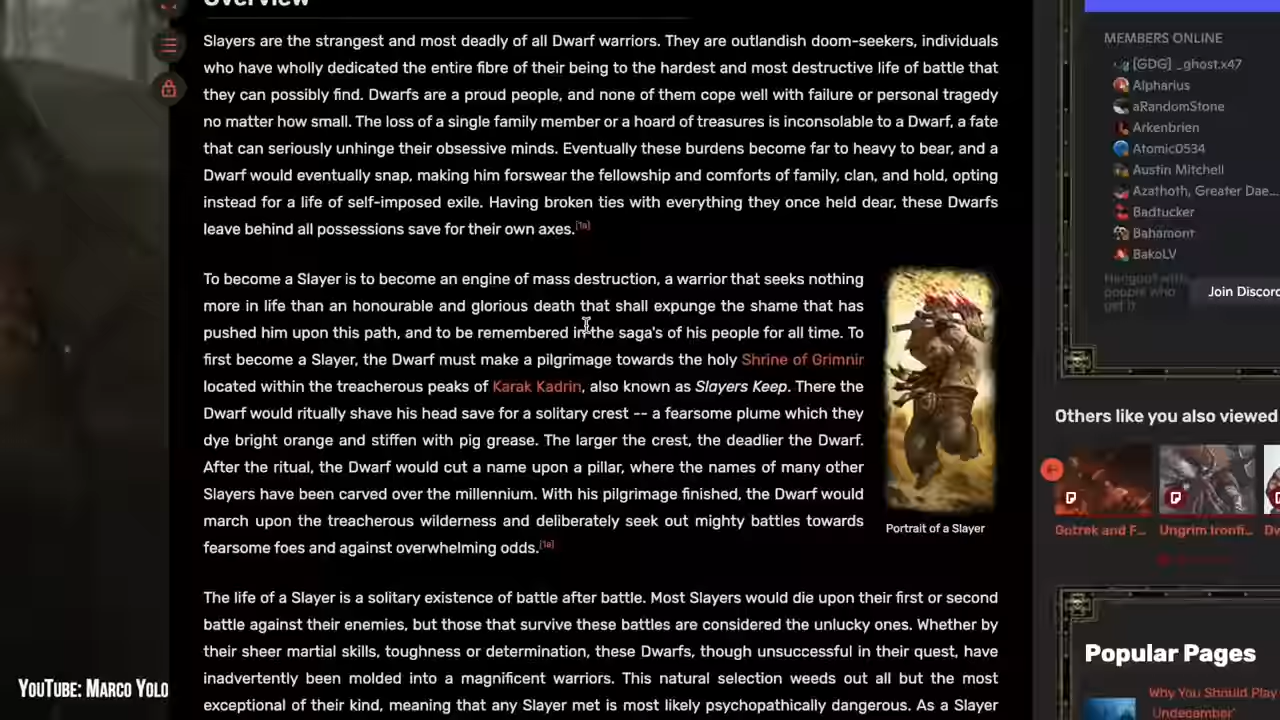 Overview
Slayers are the strangest and most deadly of all Dwarf warriors. They are outlandish doom-seekers, individuals
who have wholly dedicated the entire fibre of their being to the hardest and most destructive life of battle that
they can possibly find. Dwarfs are a proud people, and none of them cope well with failure or personal tragedy
no matter how small. The loss of a single family member or a hoard of treasures is inconsolable to a Dwarf, a fate
that can seriously unhinge their obsessive minds. Eventually these burdens become far to heavy to bear, and a
Dwarf would eventually snap, making him forswear the fellowship and comforts of family, clan, and hold, opting
instead for a life of self-imposed exile. Having broken ties with everything they once held dear, these Dwarfs
leave behind all possessions save for their own axes.[1a]
To become a Slayer is to become an engine of mass destruction, a warrior that seeks nothing
more in life than an honourable and glorious death that shall expunge the shame that has
pushed him upon this path, and to be remembered in the saga's of his people for all time. To
first become a Slayer, the Dwarf must make a pilgrimage towards the holy Shrine of Grimnir
located within the treacherous peaks of Karak Kadrin, also known as Slayers Keep. There the
Dwarf would ritually shave his head save for a solitary crest -- a fearsome plume which they
dye bright orange and stiffen with pig grease. The larger the crest, the deadlier the Dwarf.
After the ritual, the Dwarf would cut a name upon a pillar, where the names of many other
Slayers have been carved over the millennium. With his pilgrimage finished, the Dwarf would
march upon the treacherous wilderness and deliberately seek out mighty battles towards
fearsome foes and against overwhelming odds.[1a]
Portrait of a Slayer
The life of a Slayer is a solitary existence of battle after battle. Most Slayers would die upon their first or second
battle against their enemies, but those that survive these battles are considered the unlucky ones. Whether by
their sheer martial skills, toughness or determination, these Dwarfs, though unsuccessful in their quest, have
inadvertently been molded into a magnificent warriors. This natural selection weeds out all but the most
exceptional of their kind, meaning that any Slayer met is most likely psychopathically dangerous. As a Slayer
YouTube: Marco Yolo
MEMBERS ONLINE
[GDG] _ghost.x47
Alpharius
aRandomStone
Arkenbrien
Atomic0534
Austin Mitchell
Azathoth, Greater Dae...
Badtucker
Bahamont
BakoLV
Hangout with
people who
get it
Join Discord
Others like you also viewed
Gotrek and F...
Ungrim Ironfi...
Dw
Popular Pages
Why You Should Play
'Undecember'